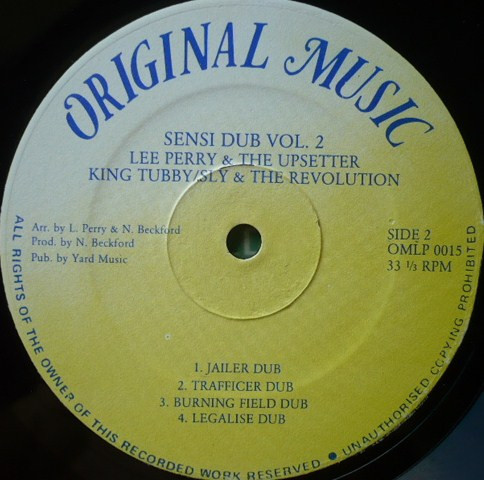 ORIGINAL MUSIC
SENSI DUB VOL. 2
LEE PERRY & THE UPSETTER
KING TUBBY/SLY & THE REVOLUTION
Arr. by L. Perry & N. Beckford
Prod. by N. Beckford
Pub. by Yard Music
SIDE 2
OMLP 0015
33 1/3 RPM
1. JAILER DUB
2. TRAFFICER DUB
3. BURNING FIELD DUB
4. LEGALISE DUB
ALL RIGHTS OF THE OWNER OF THIS RECORDED WORK RESERVED • UNAUTHORISED COPYING PROHIBITED